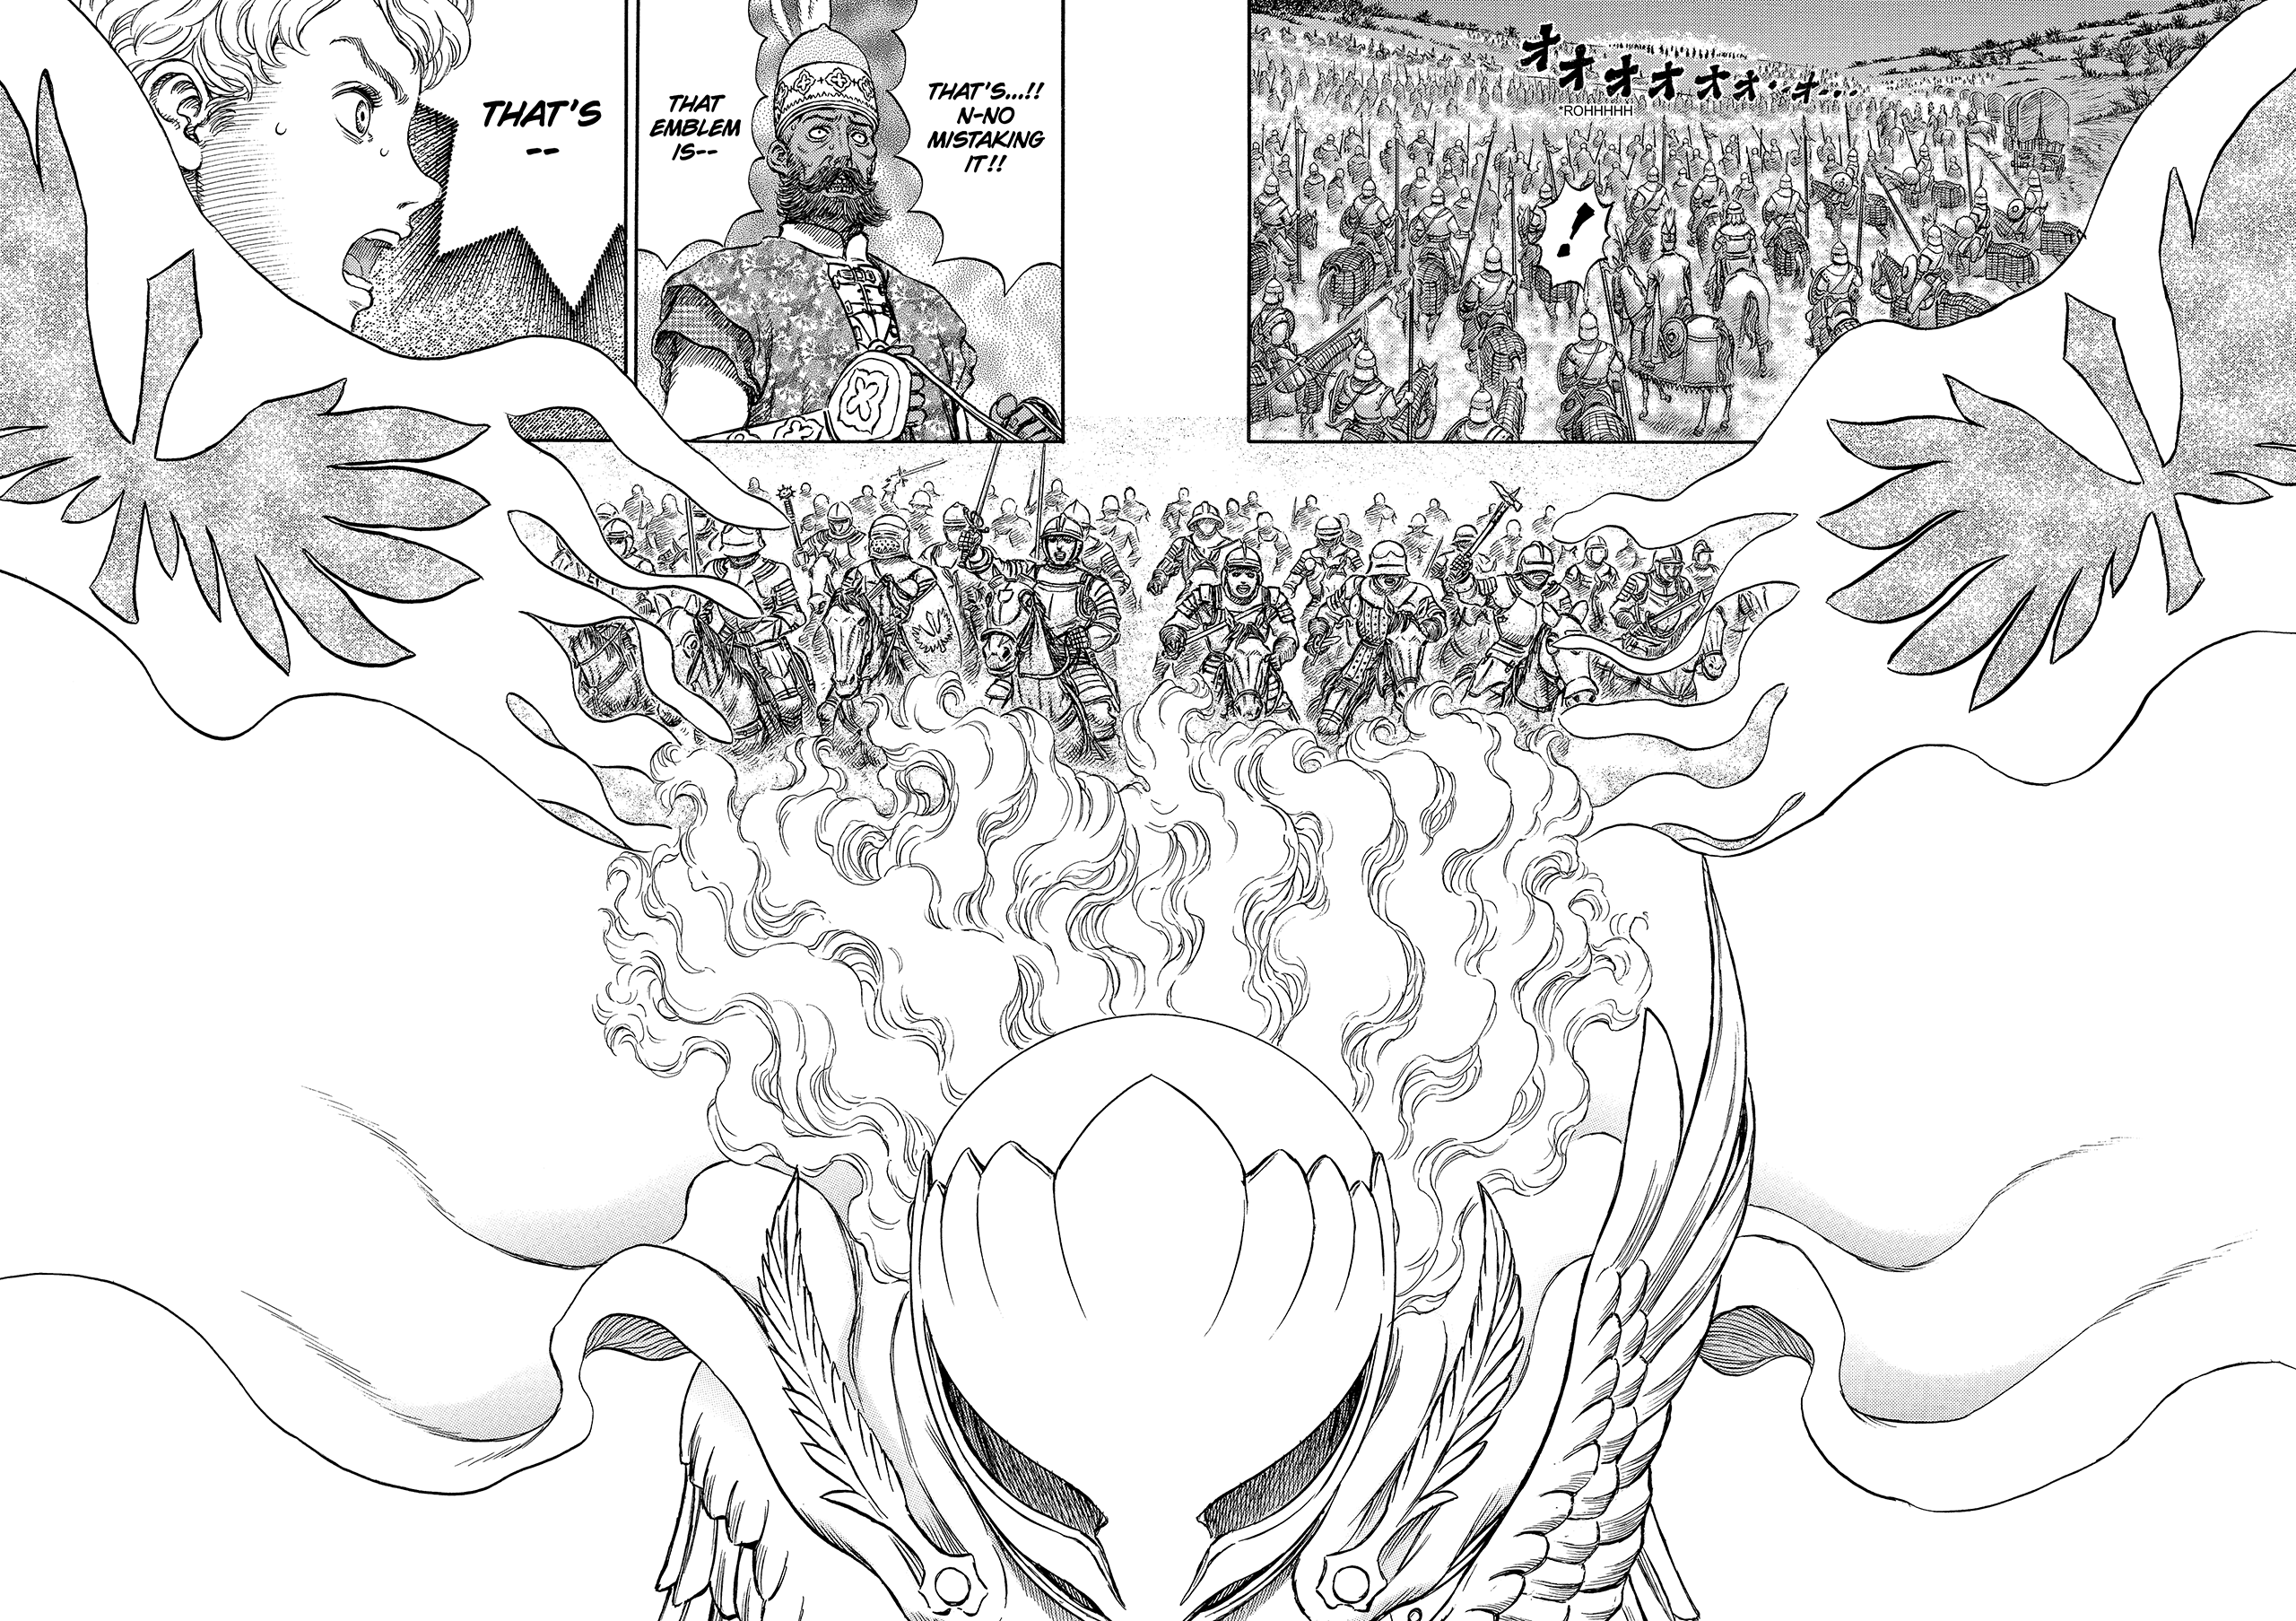 オオオオオオ・・オ・・・
*ROHHHHH
!
THAT'S...!!
N-NO
MISTAKING
IT!!
THAT
EMBLEM
IS--
THAT'S
--